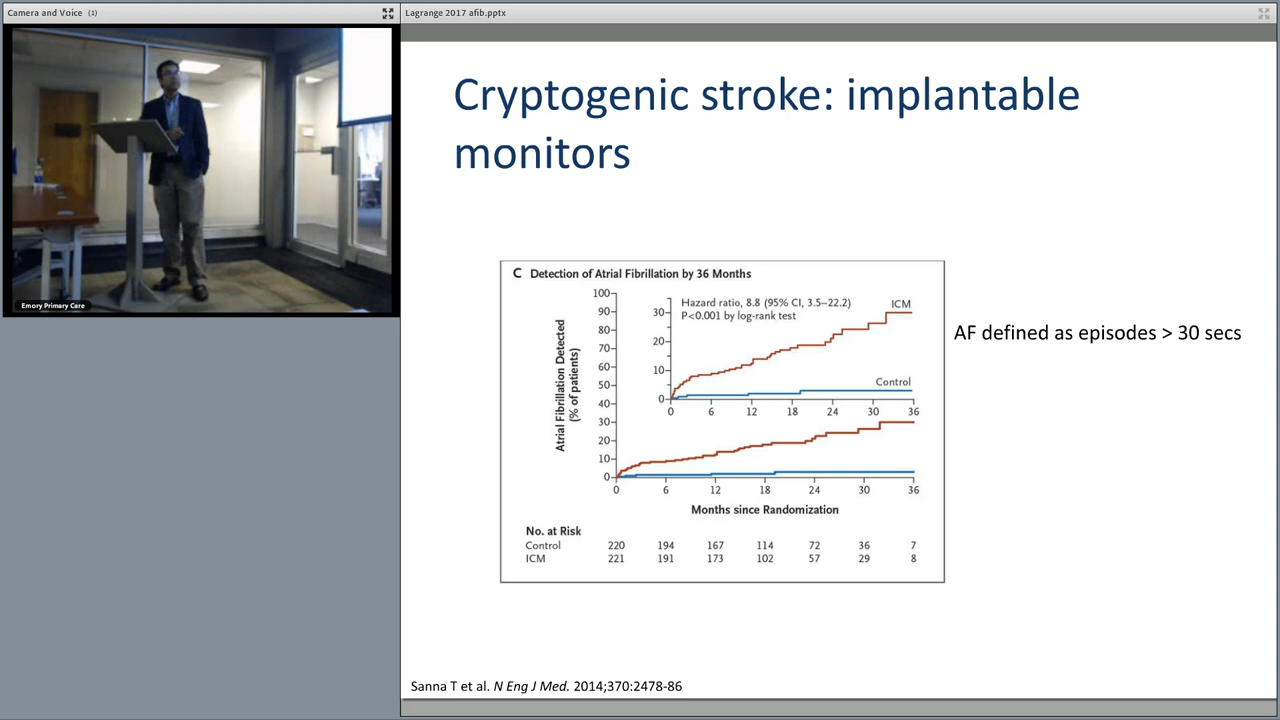 Camera and Voice (1)
Lagrange 2017 afib.pptx
Emory Primary Care
Cryptogenic stroke: implantable
monitors
C Detection of Atrial Fibrillation by 36 Months
Atrial Fibrillation Detected
(% of patients)
100
90
80
70
60
50
40
30
20
10
0
Hazard ratio, 8.8 (95% CI, 3.5–22.2)
P<0.001 by log-rank test
ICM
Control
30
20
10
0
0 6 12 18 24 30 36
0 6 12 18 24 30 36
Months since Randomization
No. at Risk
Control 220 194 167 114 72 36 7
ICM 221 191 173 102 57 29 8
AF defined as episodes > 30 secs
Sanna T et al. N Eng J Med. 2014;370:2478-86